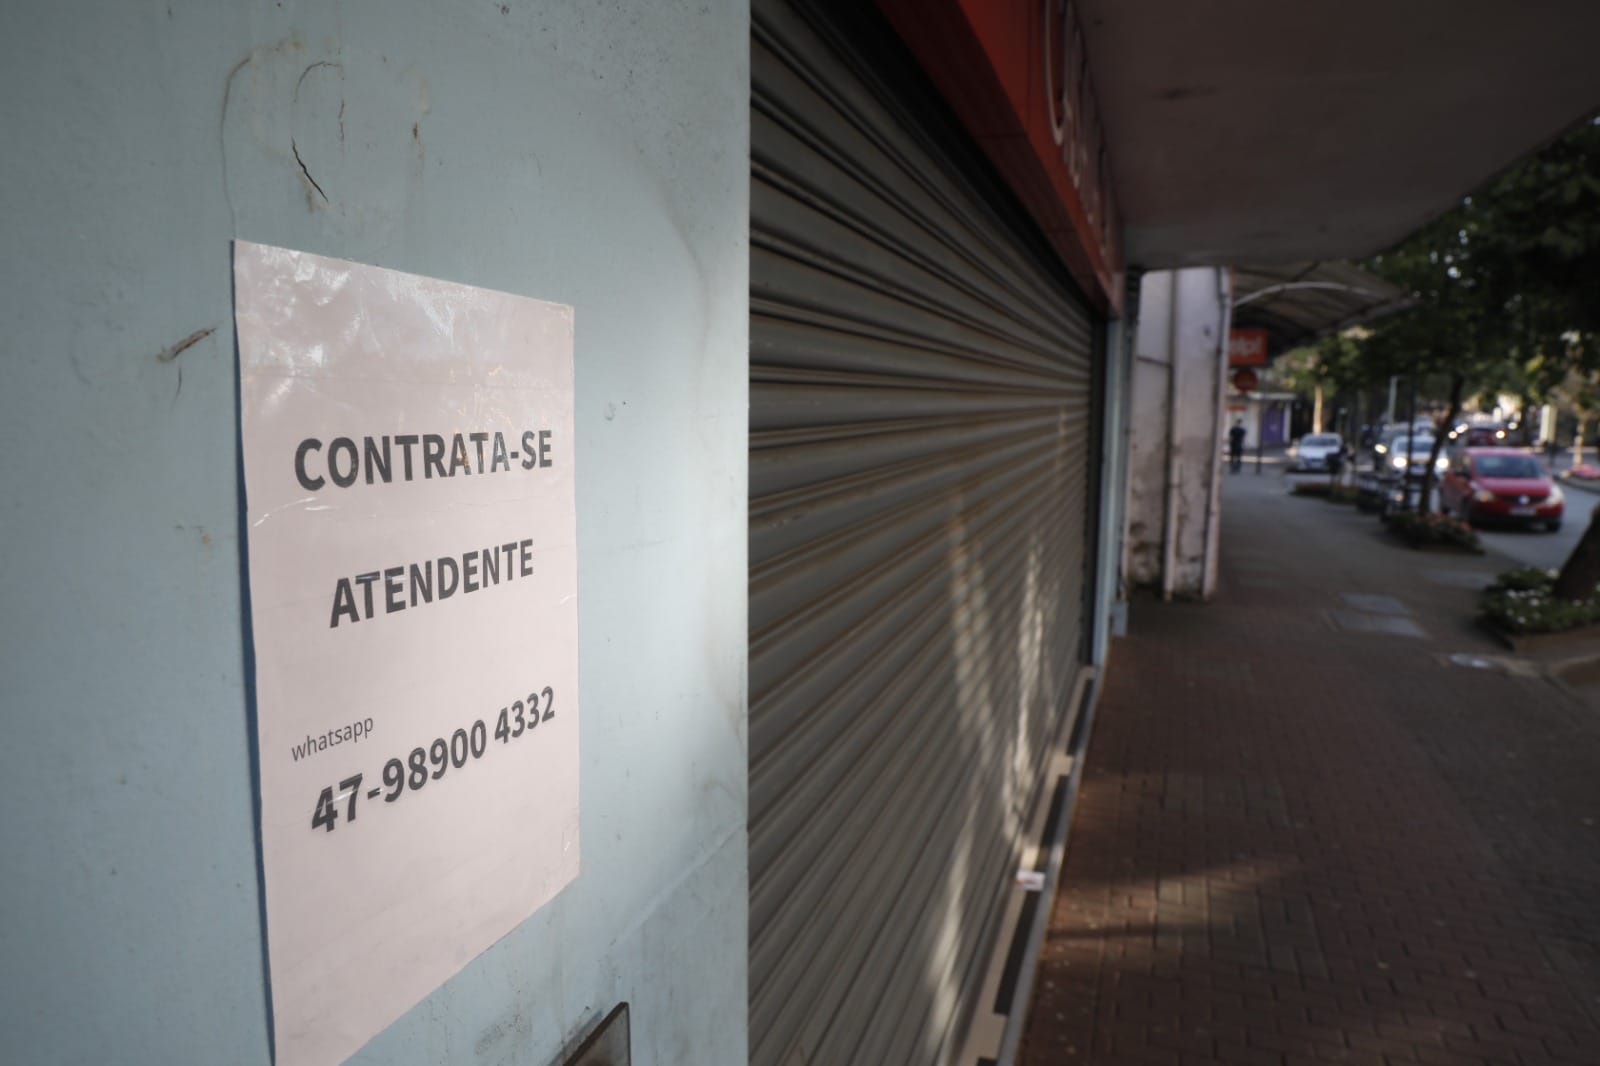 CONTRATA-SE
ATENDENTE
whatsapp
47-98900 4332